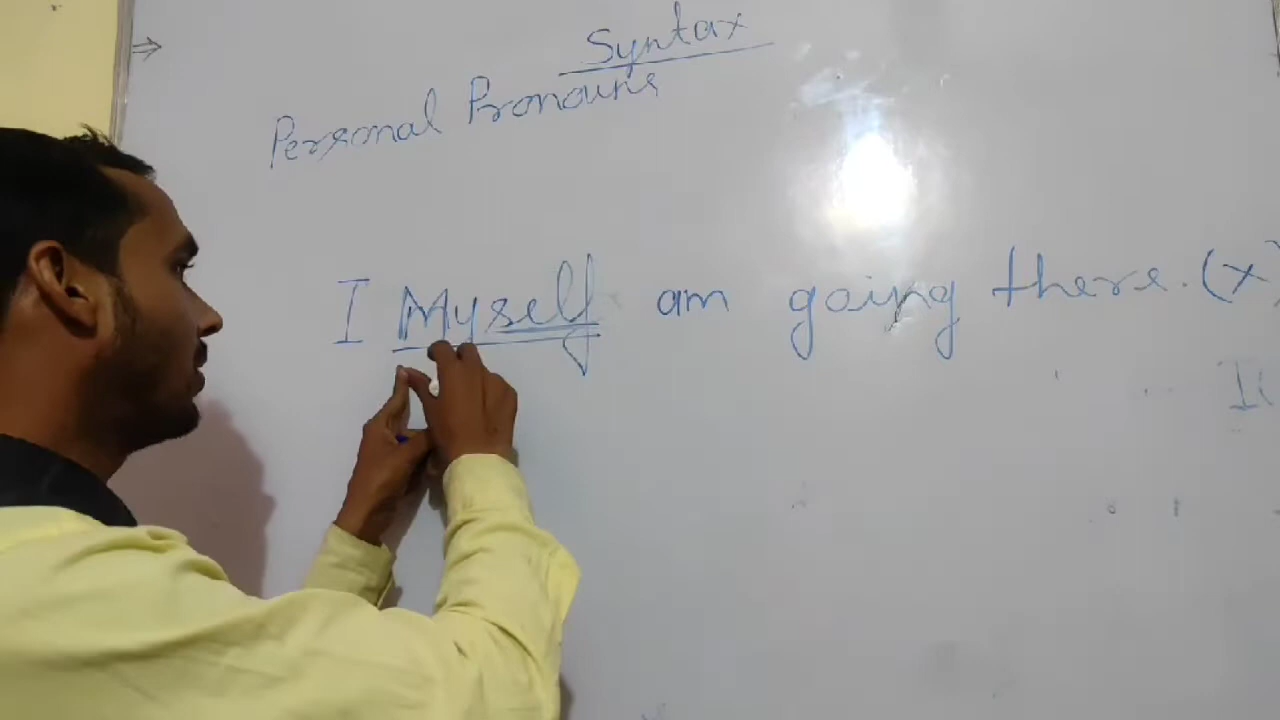 ⇒ Syntax
Personal Pronouns
I Myself am going there. (x)